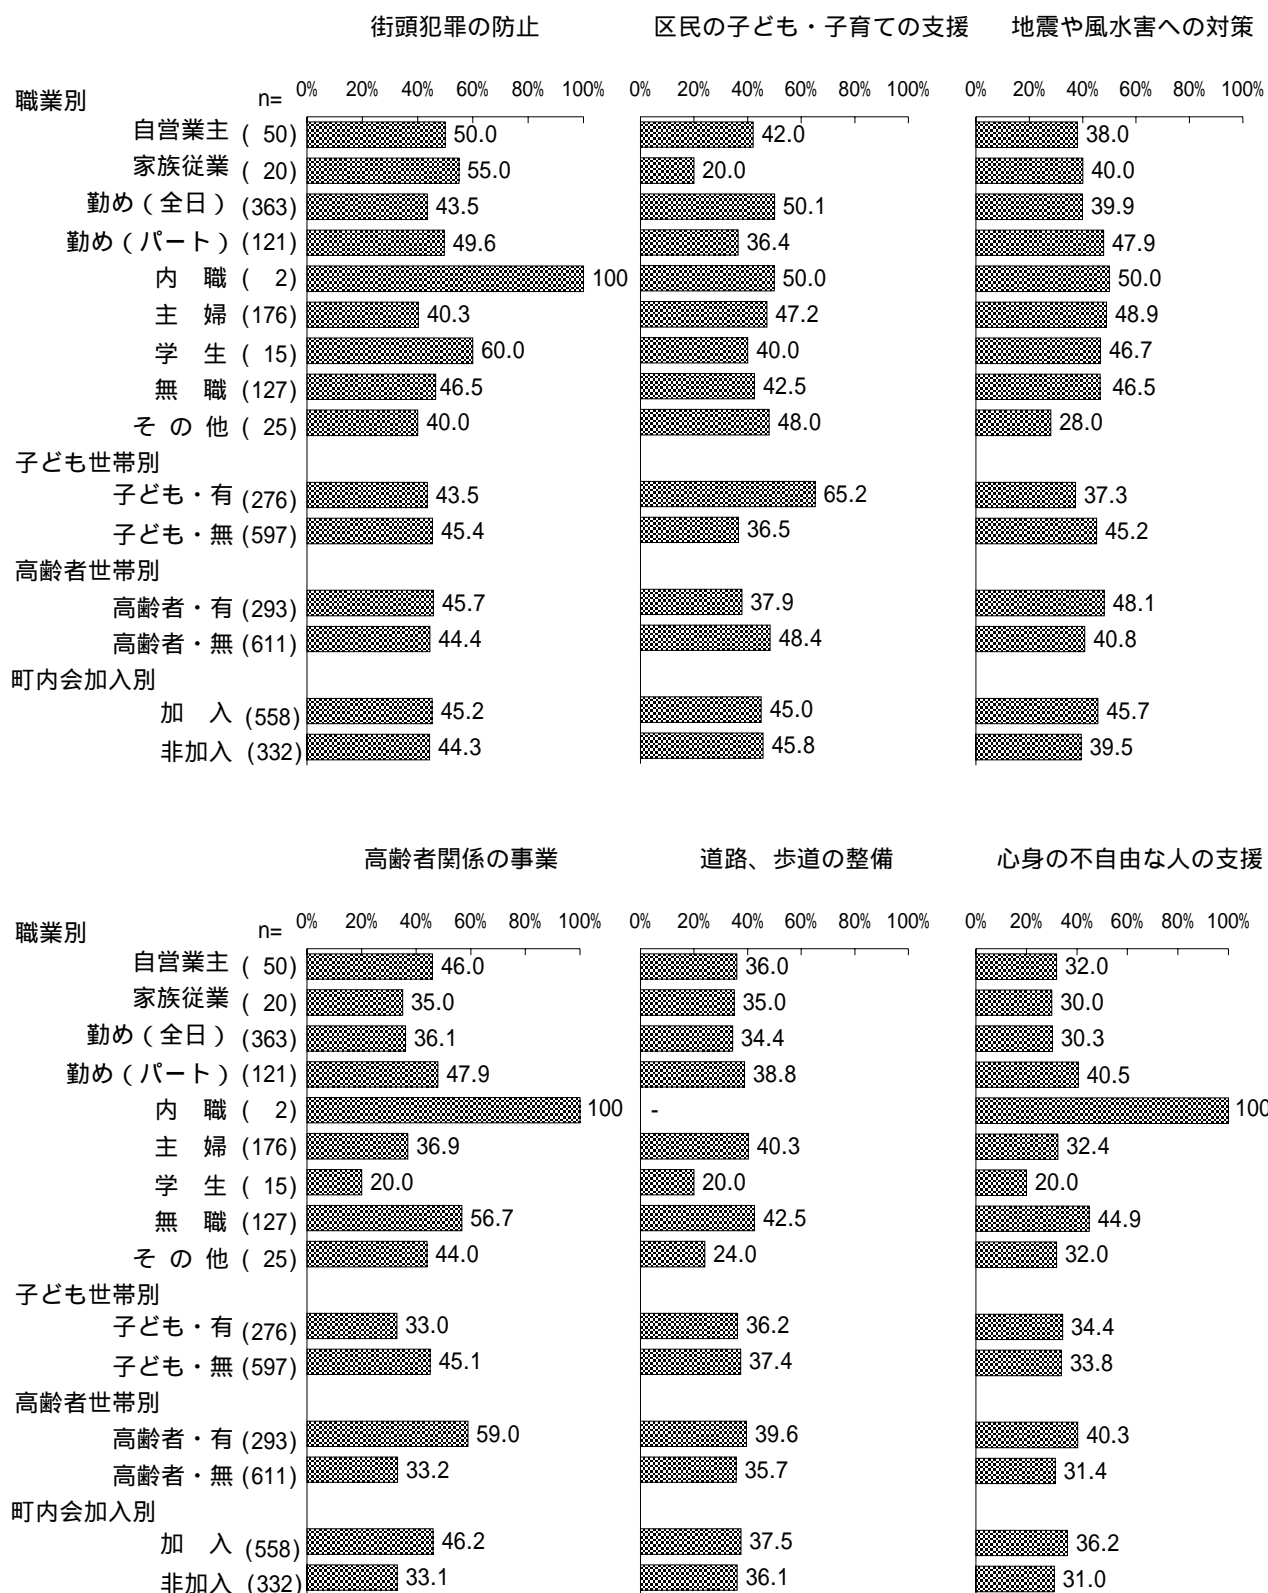 街頭犯罪の防止 区民の子ども・子育ての支援 地震や風水害への対策
職業別 n= 0% 20% 40% 60% 80% 100% 0% 20% 40% 60% 80% 100% 0% 20% 40% 60% 80% 100%
自営業主 ( 50) 50.0 42.0 38.0
家族従業 ( 20) 55.0 20.0 40.0
勤め（全日）(363) 43.5 50.1 39.9
勤め（パート）(121) 49.6 36.4 47.9
内　職 ( 2) 100 50.0 50.0
主　婦 (176) 40.3 47.2 48.9
学　生 ( 15) 60.0 40.0 46.7
無　職 (127) 46.5 42.5 46.5
そ の 他 ( 25) 40.0 48.0 28.0
子ども世帯別
子ども・有 (276) 43.5 65.2 37.3
子ども・無 (597) 45.4 36.5 45.2
高齢者世帯別
高齢者・有 (293) 45.7 37.9 48.1
高齢者・無 (611) 44.4 48.4 40.8
町内会加入別
加　入 (558) 45.2 45.0 45.7
非加入 (332) 44.3 45.8 39.5
高齢者関係の事業 道路、歩道の整備 心身の不自由な人の支援
職業別 n= 0% 20% 40% 60% 80% 100% 0% 20% 40% 60% 80% 100% 0% 20% 40% 60% 80% 100%
自営業主 ( 50) 46.0 36.0 32.0
家族従業 ( 20) 35.0 35.0 30.0
勤め（全日）(363) 36.1 34.4 30.3
勤め（パート）(121) 47.9 38.8 40.5
内　職 ( 2) 100 - 100
主　婦 (176) 36.9 40.3 32.4
学　生 ( 15) 20.0 20.0 20.0
無　職 (127) 56.7 42.5 44.9
そ の 他 ( 25) 44.0 24.0 32.0
子ども世帯別
子ども・有 (276) 33.0 36.2 34.4
子ども・無 (597) 45.1 37.4 33.8
高齢者世帯別
高齢者・有 (293) 59.0 39.6 40.3
高齢者・無 (611) 33.2 35.7 31.4
町内会加入別
加　入 (558) 46.2 37.5 36.2
非加入 (332) 33.1 36.1 31.0